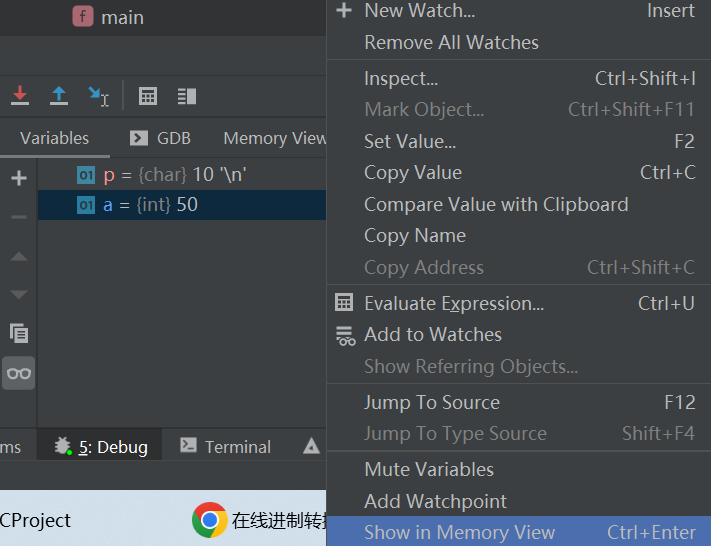 f main
Variables
GDB
Memory View
01 p = {char} 10 '\n'
01 a = {int} 50
ms
5: Debug
Terminal
CProject
在线进制转换
New Watch... Insert
Remove All Watches
Inspect... Ctrl+Shift+I
Mark Object... Ctrl+Shift+F11
Set Value... F2
Copy Value Ctrl+C
Compare Value with Clipboard
Copy Name
Copy Address Ctrl+Shift+C
Evaluate Expression... Ctrl+U
Add to Watches
Show Referring Objects...
Jump To Source F12
Jump To Type Source Shift+F4
Mute Variables
Add Watchpoint
Show in Memory View Ctrl+Enter